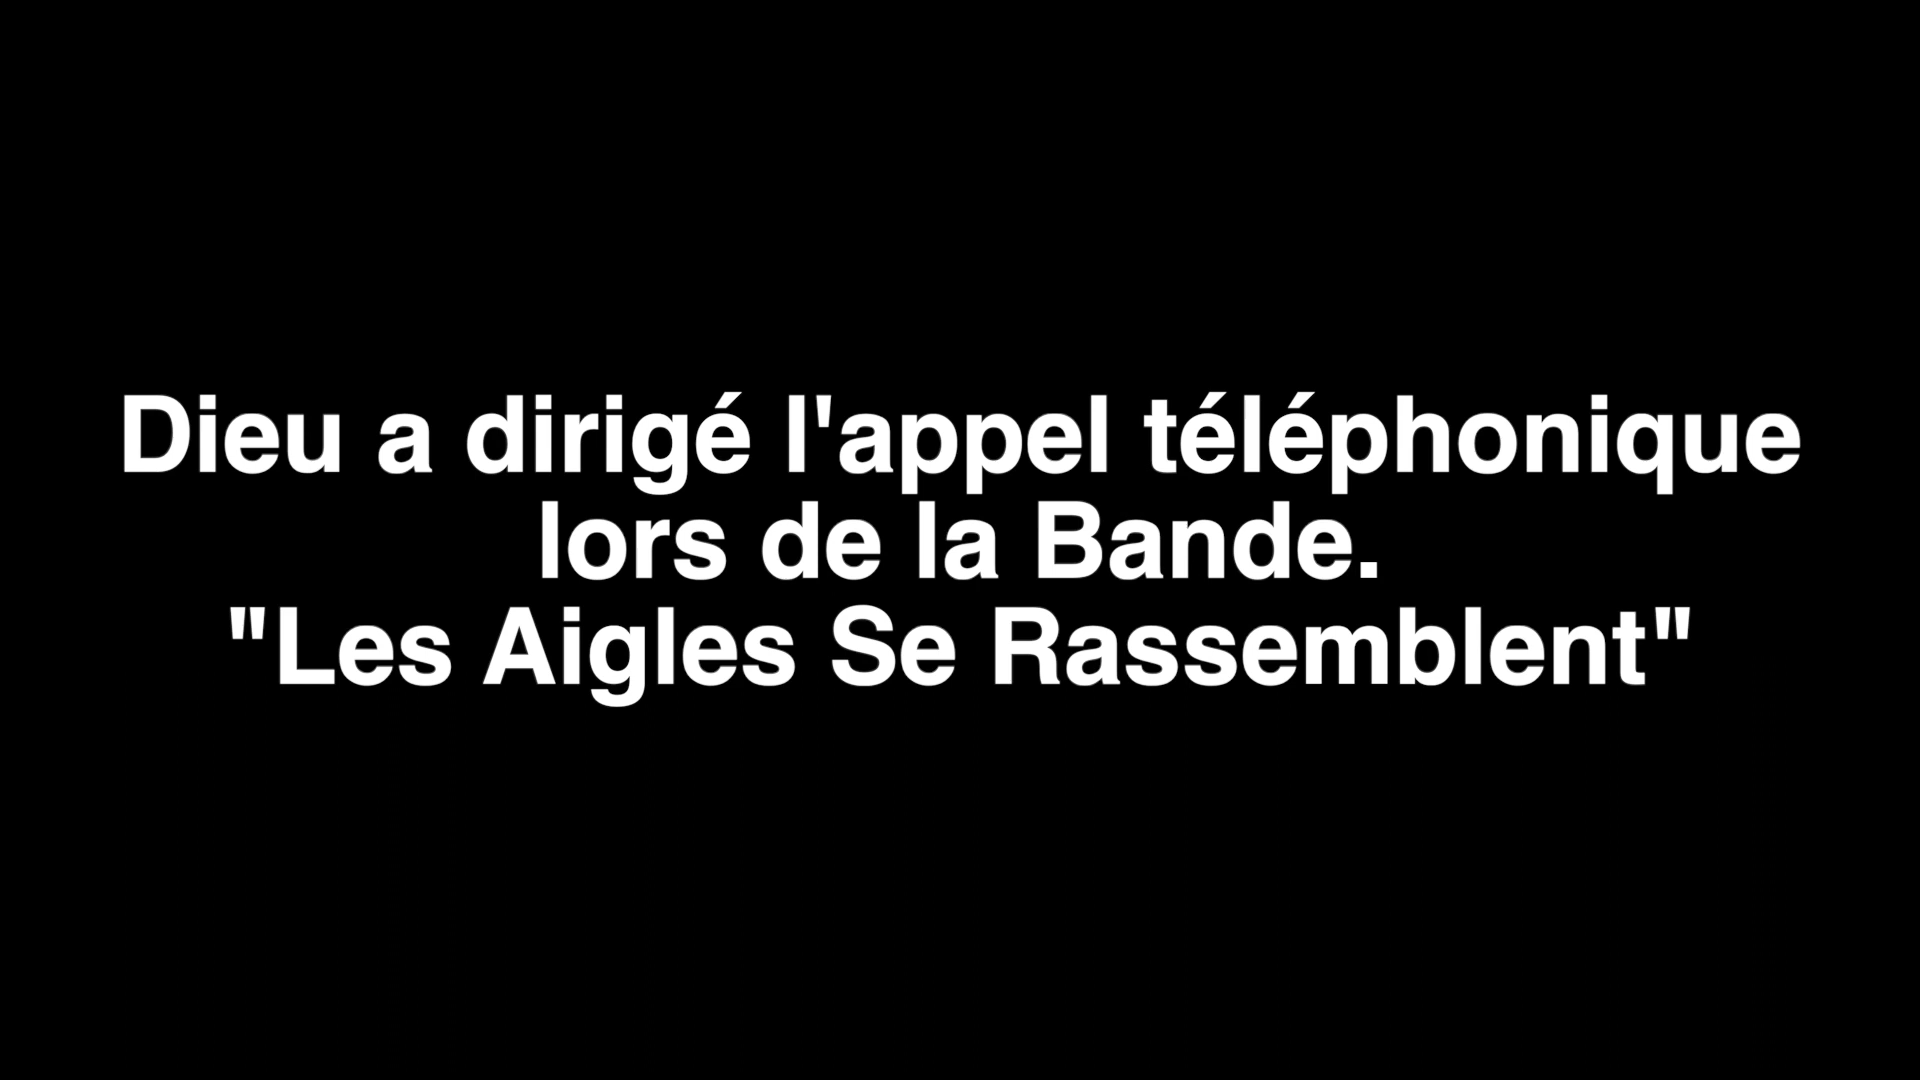 Dieu a dirigé l'appel téléphonique
lors de la Bande.
"Les Aigles Se Rassemblent"